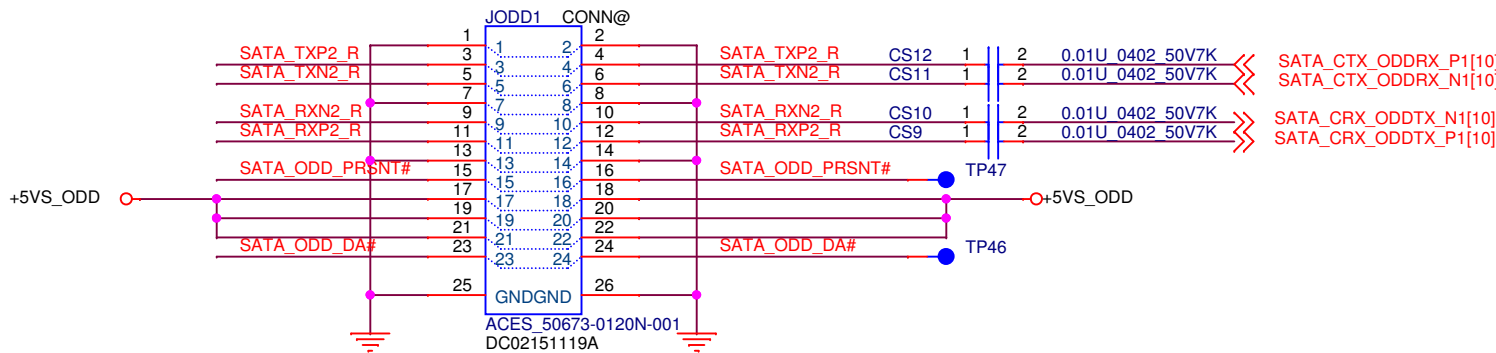 JODD1 CONN@
1 1 2 2
SATA_TXP2_R 3 3 4 4 SATA_TXP2_R CS12 1 2 0.01U_0402_50V7K SATA_CTX_ODDRX_P1[10]
SATA_TXN2_R 5 5 6 6 SATA_TXN2_R CS11 1 2 0.01U_0402_50V7K SATA_CTX_ODDRX_N1[10]
7 7 8 8
SATA_RXN2_R 9 9 10 10 SATA_RXN2_R CS10 1 2 0.01U_0402_50V7K SATA_CRX_ODDTX_N1[10]
SATA_RXP2_R 11 11 12 12 SATA_RXP2_R CS9 1 2 0.01U_0402_50V7K SATA_CRX_ODDTX_P1[10]
13 13 14 14
SATA_ODD_PRSNT# 15 15 16 16 SATA_ODD_PRSNT# TP47
+5VS_ODD 17 17 18 18 +5VS_ODD
19 19 20 20
21 21 22 22
SATA_ODD_DA# 23 23 24 24 SATA_ODD_DA# TP46
25 GND GND 26
ACES_50673-0120N-001
DC02151119A